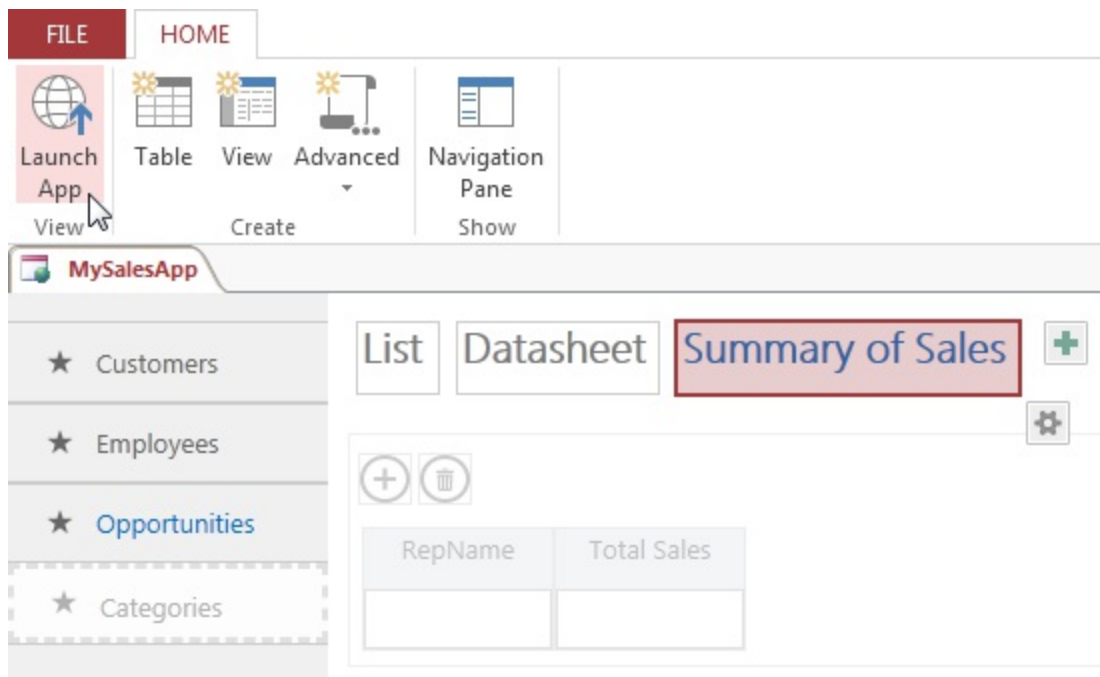 FILE HOME
Launch App Table View Advanced Navigation Pane
View Create Show
MySalesApp
Customers
Employees
Opportunities
Categories
List Datasheet Summary of Sales
RepName Total Sales